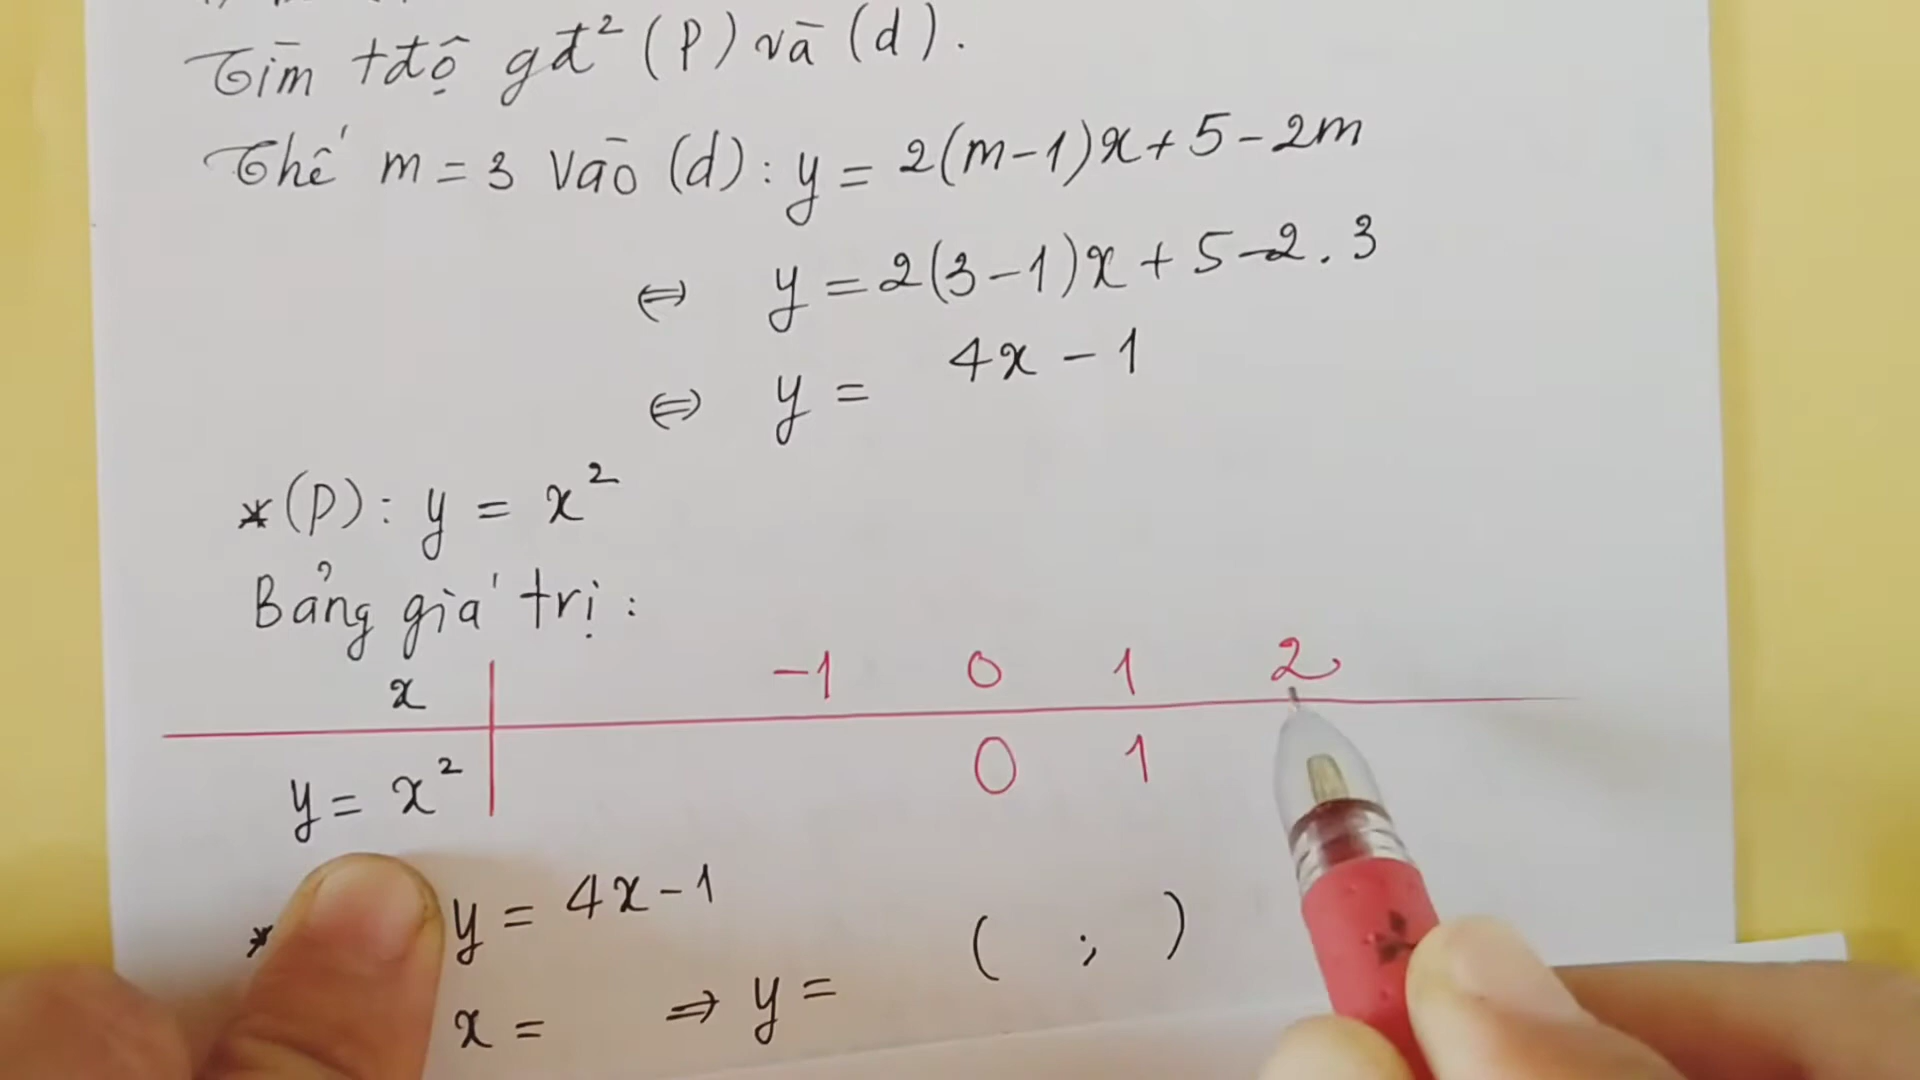 Tìm tđộ gđ² (P) và (d).
Thế m = 3 vào (d): y = 2(m-1)x + 5 - 2m
⇔ y = 2(3-1)x + 5 - 2.3
⇔ y = 4x - 1
*(P): y = x²
Bảng giá trị:
x -1 0 1 2
y = x² 0 1
* y = 4x - 1
x = ⇒ y = ( ; )